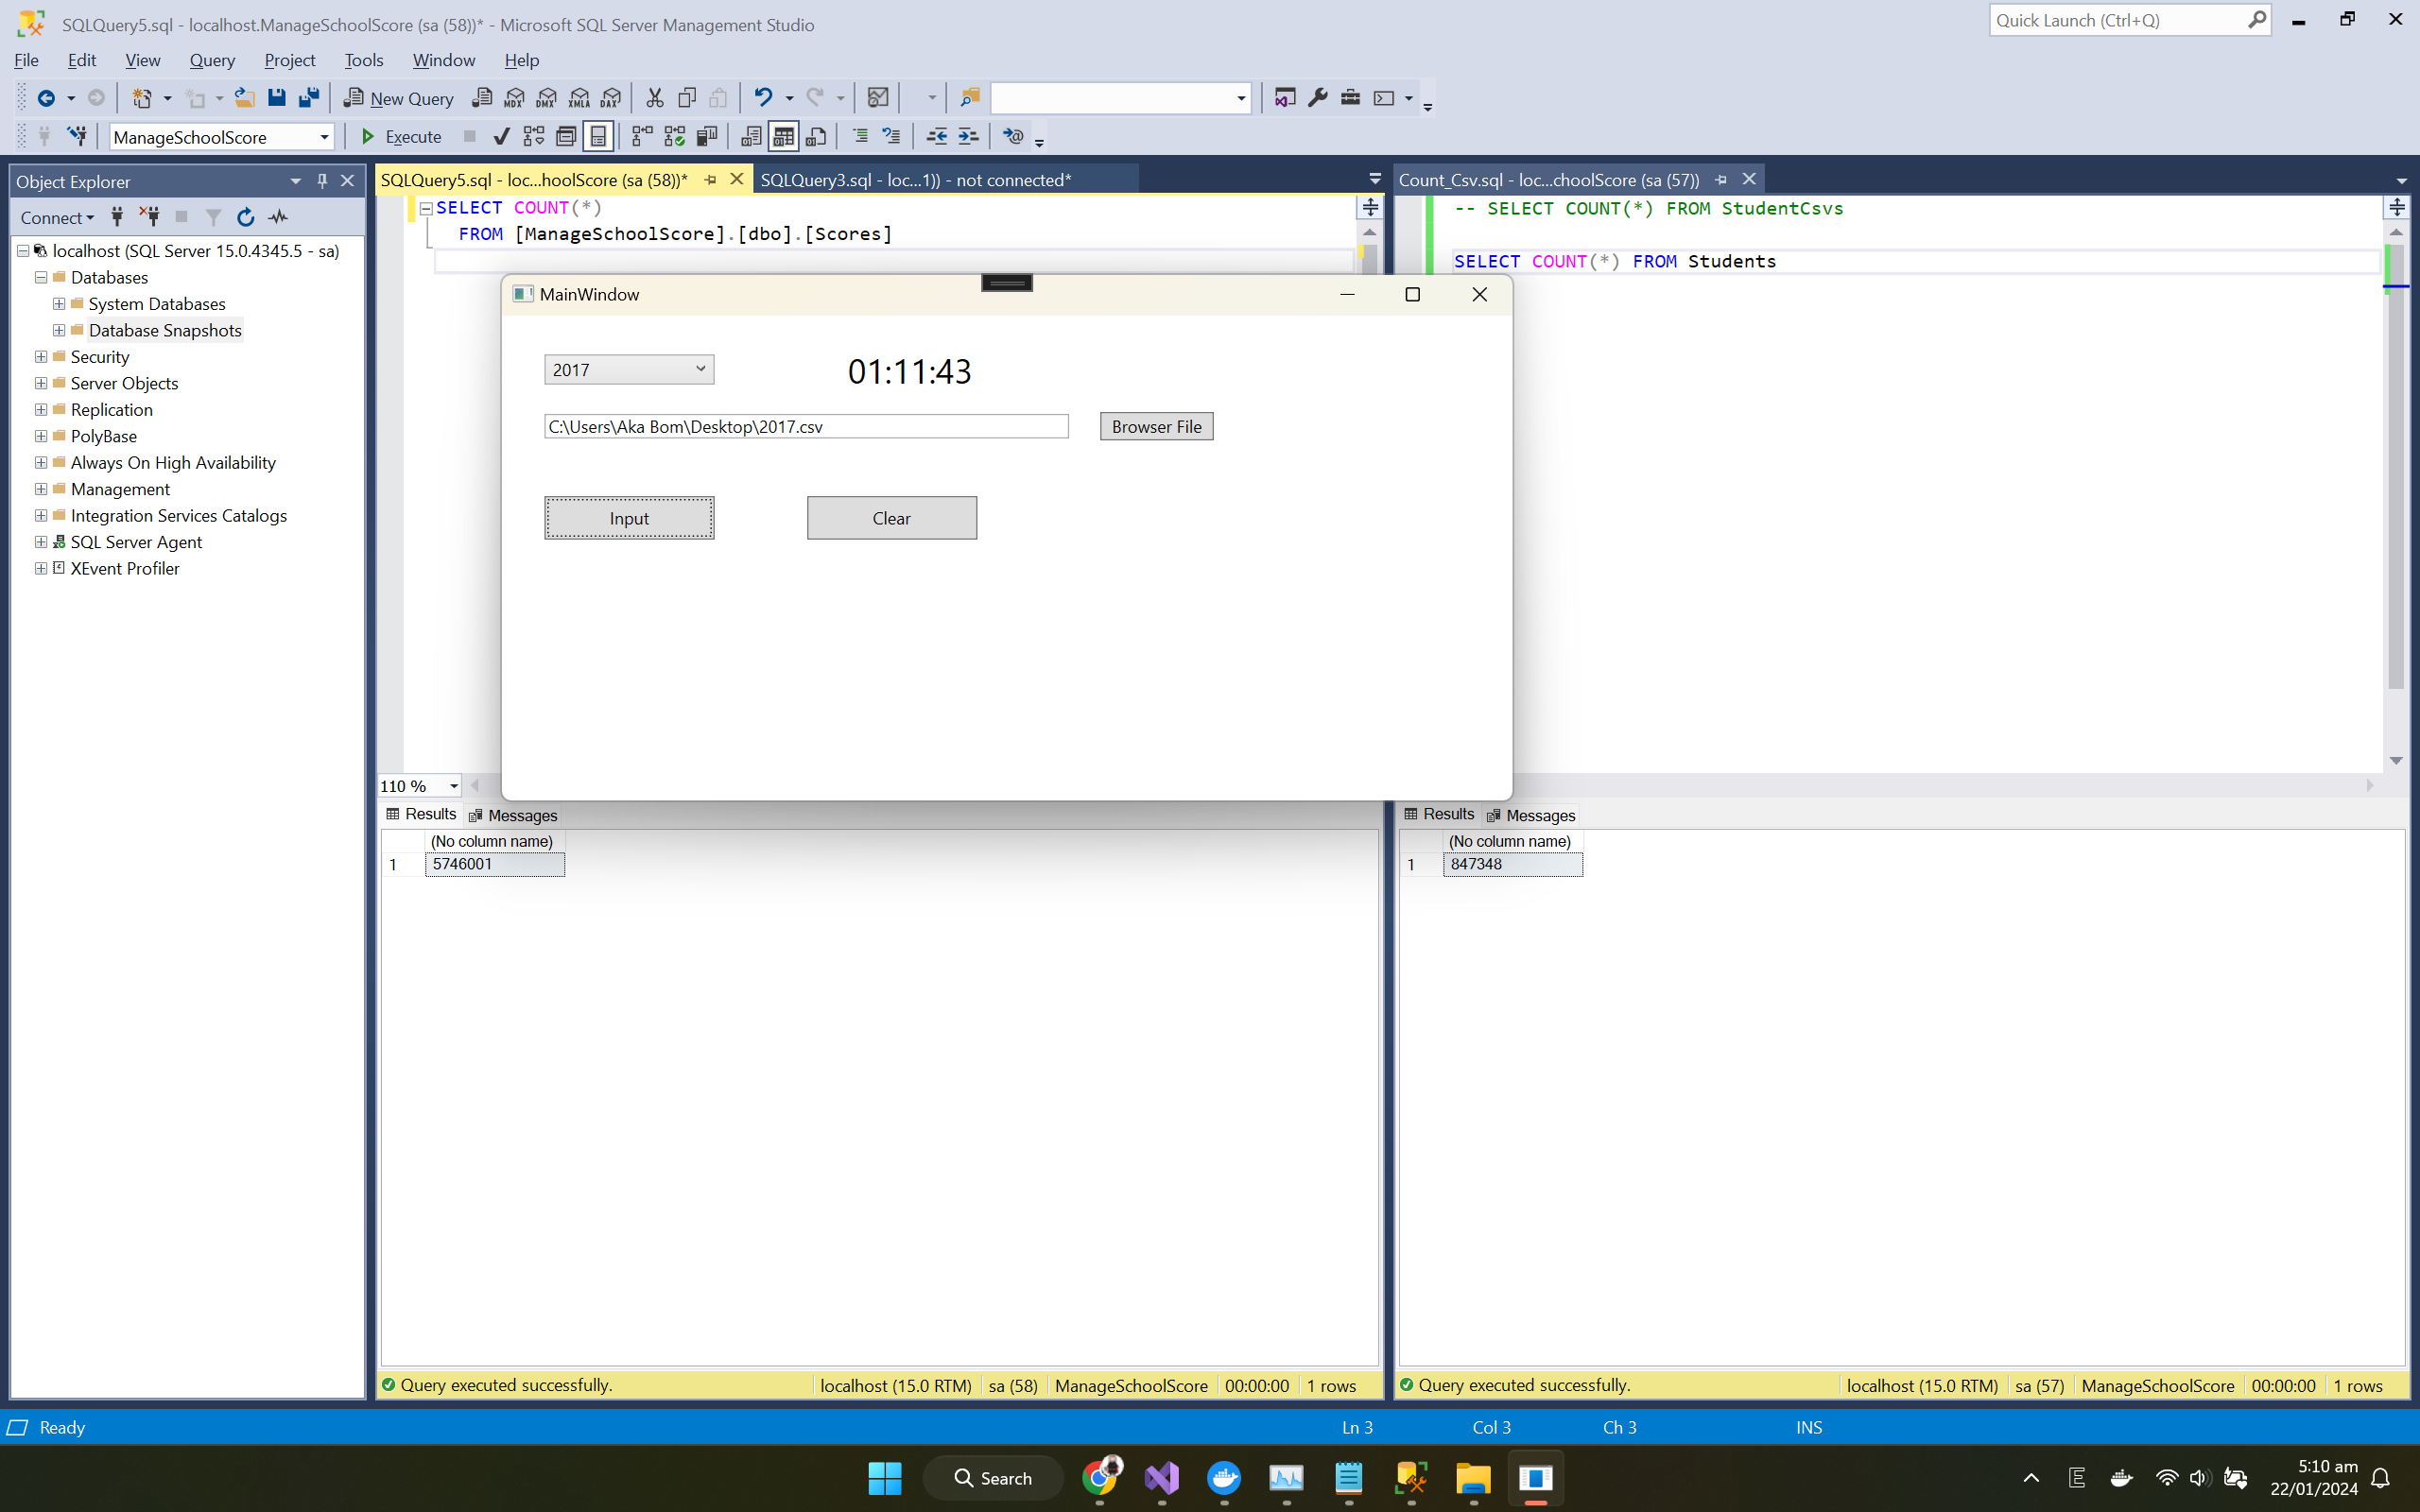 SQLQuery5.sql - localhost.ManageSchoolScore (sa (58))* - Microsoft SQL Server Management Studio
Quick Launch (Ctrl+Q)
File Edit View Query Project Tools Window Help
New Query MDX DMX XMLA DAX
ManageSchoolScore Execute
Object Explorer
Connect
localhost (SQL Server 15.0.4345.5 - sa)
Databases
System Databases
Database Snapshots
Security
Server Objects
Replication
PolyBase
Always On High Availability
Management
Integration Services Catalogs
SQL Server Agent
XEvent Profiler
SQLQuery5.sql - loc...hoolScore (sa (58))*
SQLQuery3.sql - loc...1)) - not connected*
SELECT COUNT(*)
FROM [ManageSchoolScore].[dbo].[Scores]
Count_Csv.sql - loc...choolScore (sa (57))
-- SELECT COUNT(*) FROM StudentCsvs
SELECT COUNT(*) FROM Students
MainWindow
2017
01:11:43
C:\Users\Aka Bom\Desktop\2017.csv
Browser File
Input
Clear
110 %
Results Messages
(No column name)
1 5746001
Query executed successfully. localhost (15.0 RTM) sa (58) ManageSchoolScore 00:00:00 1 rows
Results Messages
(No column name)
1 847348
Query executed successfully. localhost (15.0 RTM) sa (57) ManageSchoolScore 00:00:00 1 rows
Ready Ln 3 Col 3 Ch 3 INS
Search
E
5:10 am
22/01/2024